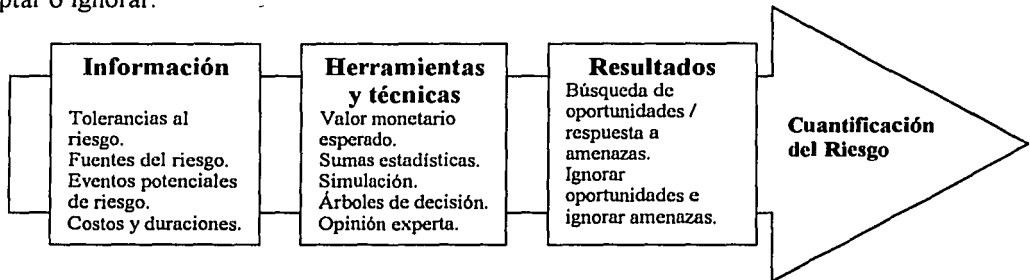 ptar o ignorar.
Información
Tolerancias al
riesgo.
Fuentes del riesgo.
Eventos potenciales
de riesgo.
Costos y duraciones.
Herramientas
y técnicas
Valor monetario
esperado.
Sumas estadísticas.
Simulación.
Árboles de decisión.
Opinión experta.
Resultados
Búsqueda de
oportunidades /
respuesta a
amenazas.
Ignorar
oportunidades e
ignorar amenazas.
Cuantificación
del Riesgo